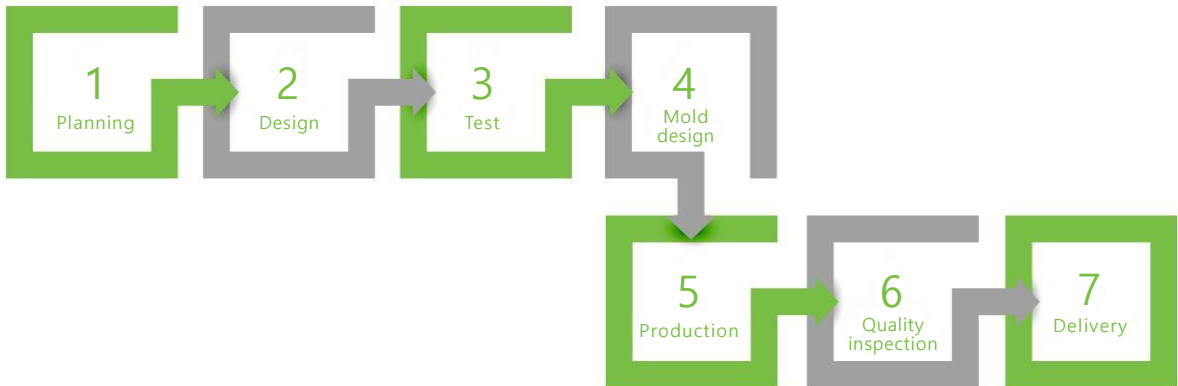 1
Planning
2
Design
3
Test
4
Mold
design
5
Production
6
Quality
inspection
7
Delivery